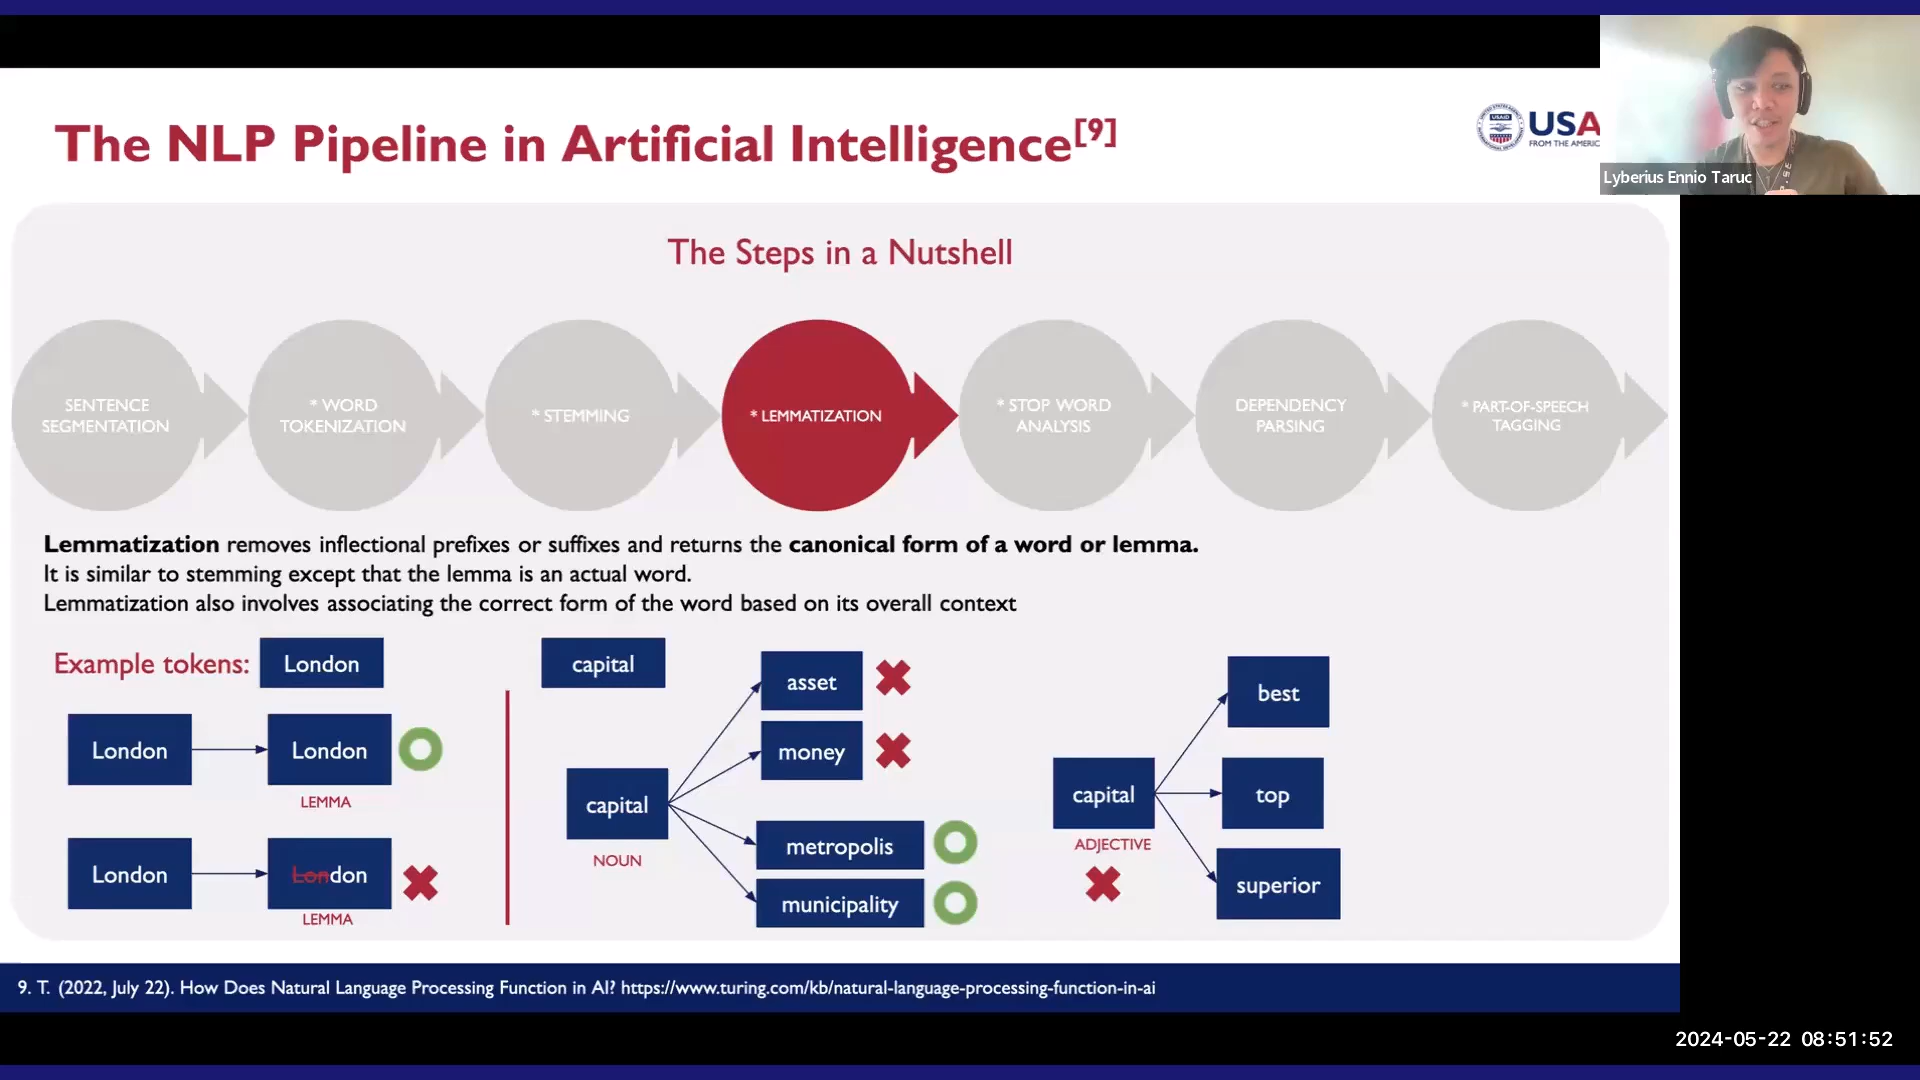 The NLP Pipeline in Artificial Intelligence[9]
USA
FROM THE AMERIC
Lyberius Ennio Taruc
The Steps in a Nutshell
SENTENCE
SEGMENTATION
* WORD
TOKENIZATION
* STEMMING
* LEMMATIZATION
* STOP WORD
ANALYSIS
DEPENDENCY
PARSING
* PART-OF-SPEECH
TAGGING
Lemmatization removes inflectional prefixes or suffixes and returns the canonical form of a word or lemma.
It is similar to stemming except that the lemma is an actual word.
Lemmatization also involves associating the correct form of the word based on its overall context
Example tokens:
London
London
London
LEMMA
London
London
LEMMA
capital
capital
NOUN
asset
money
metropolis
municipality
capital
ADJECTIVE
best
top
superior
9. T. (2022, July 22). How Does Natural Language Processing Function in AI? https://www.turing.com/kb/natural-language-processing-function-in-ai
2024-05-22 08:51:52